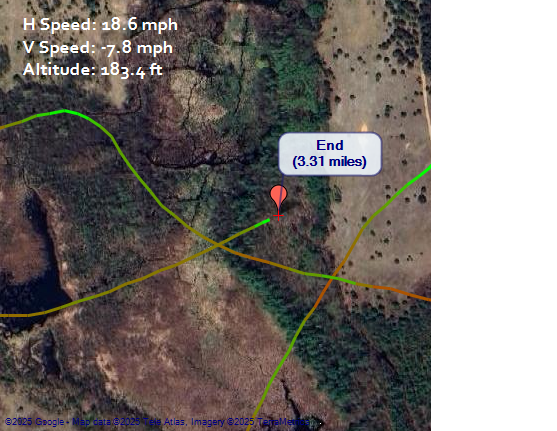 H Speed: 18.6 mph
V Speed: -7.8 mph
Altitude: 183.4 ft
End
(3.31 miles)
©2025 Google - Map data ©2025 Tele Atlas, Imagery ©2025 TerraMetrics